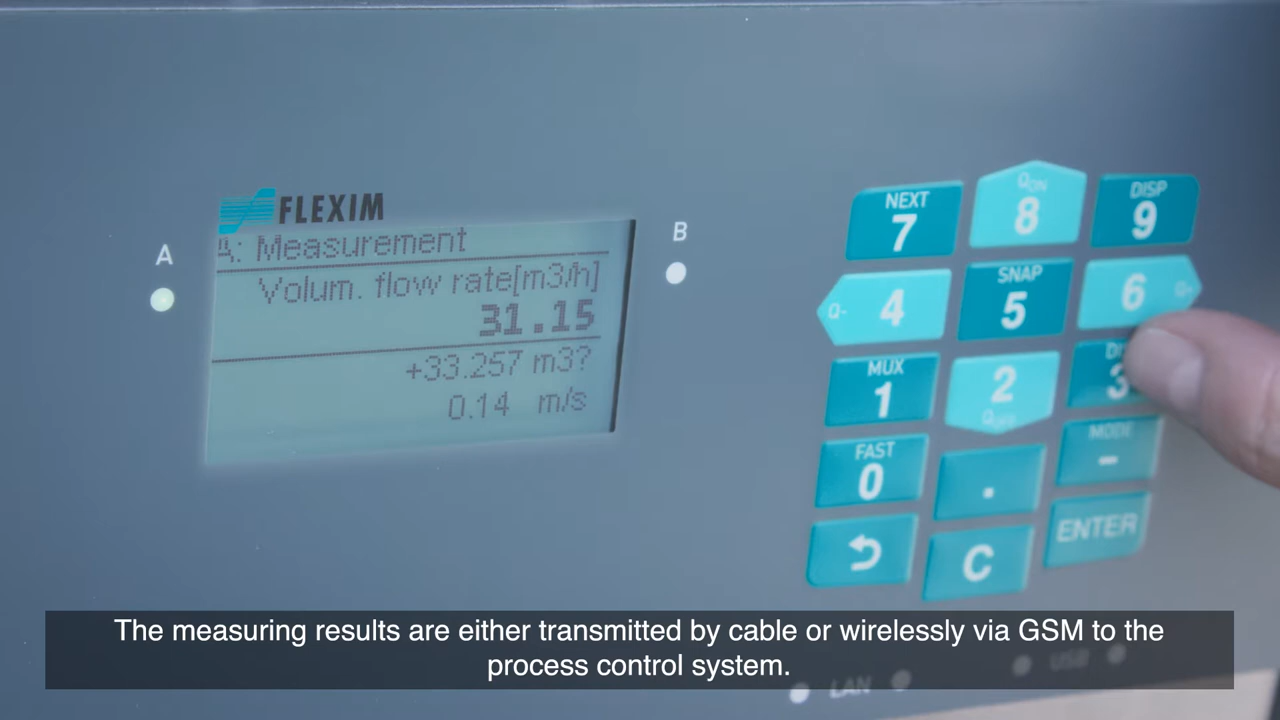 FLEXIM
A
A: Measurement
Volum. flow rate[m3/h]
31.15
+33.257 m3?
0.14 m/s
B
NEXT
7
QON
8
DISP
9
Q-
4
SNAP
5
6
MUX
1
2
3
FAST
0
.
MODE
-
C
ENTER
The measuring results are either transmitted by cable or wirelessly via GSM to the
process control system.
LAN
USB